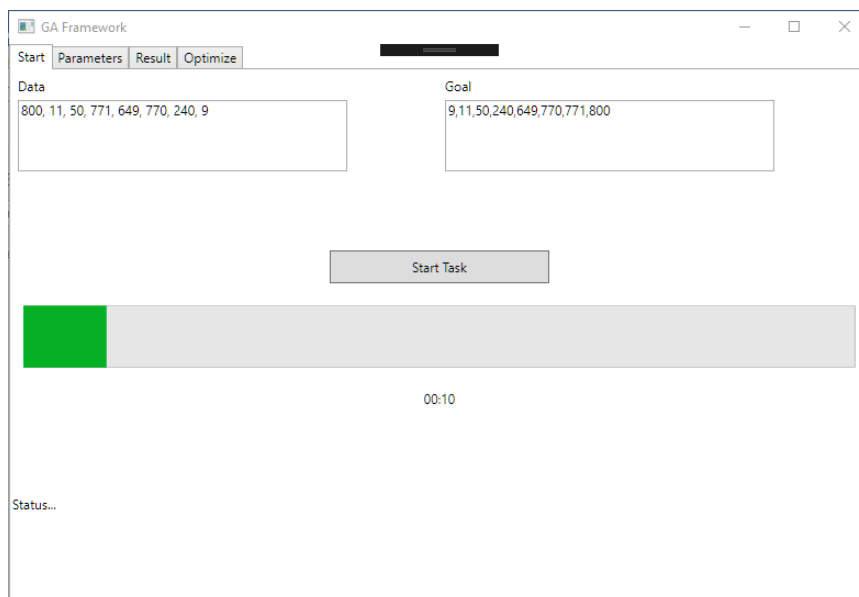 GA Framework
Start Parameters Result Optimize
Data Goal
800, 11, 50, 771, 649, 770, 240, 9 9,11,50,240,649,770,771,800
Start Task
00:10
Status...